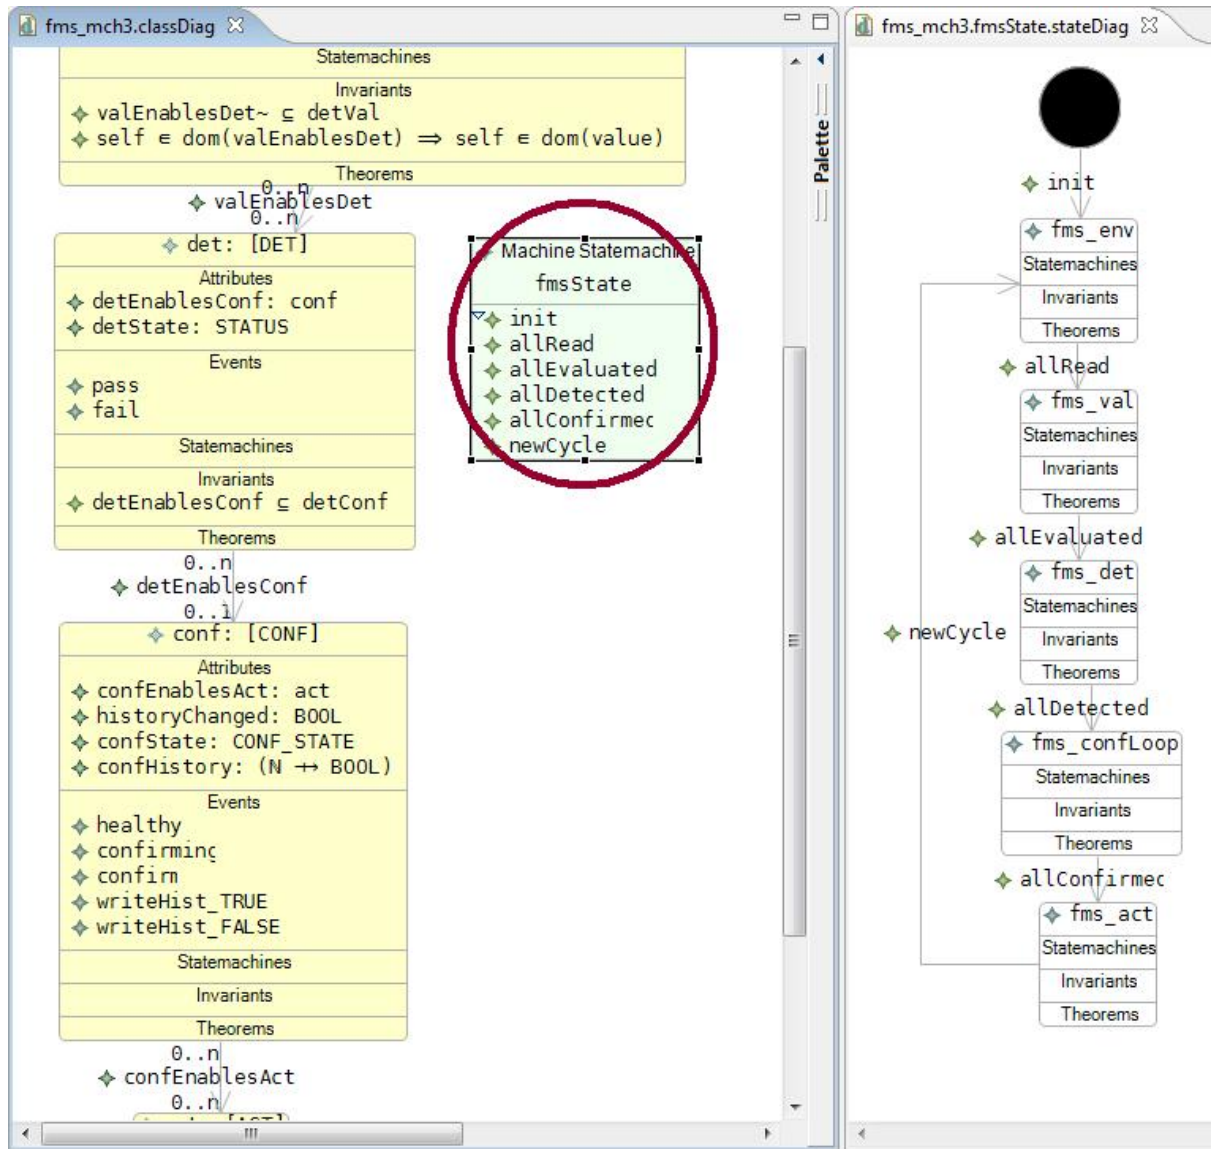 fms_mch3.classDiag
Statemachines
Invariants
valEnablesDet~ ⊆ detVal
self ∈ dom(valEnablesDet) ⇒ self ∈ dom(value)
Theorems
0..n
valEnablesDet
0..n
det: [DET]
Attributes
detEnablesConf: conf
detState: STATUS
Events
pass
fail
Statemachines
Invariants
detEnablesConf ⊆ detConf
Theorems
0..n
detEnablesConf
0..1
conf: [CONF]
Attributes
confEnablesAct: act
historyChanged: BOOL
confState: CONF_STATE
confHistory: (ℕ ⇸ BOOL)
Events
healthy
confirming
confirm
writeHist_TRUE
writeHist_FALSE
Statemachines
Invariants
Theorems
0..n
confEnablesAct
0..n
[ACT]
Machine Statemachine
fmsState
init
allRead
allEvaluated
allDetected
allConfirmec
newCycle
Palette
fms_mch3.fmsState.stateDiag
init
fms_env
Statemachines
Invariants
Theorems
allRead
fms_val
Statemachines
Invariants
Theorems
allEvaluated
fms_det
Statemachines
newCycle
Invariants
Theorems
allDetected
fms_confLoop
Statemachines
Invariants
Theorems
allConfirmec
fms_act
Statemachines
Invariants
Theorems